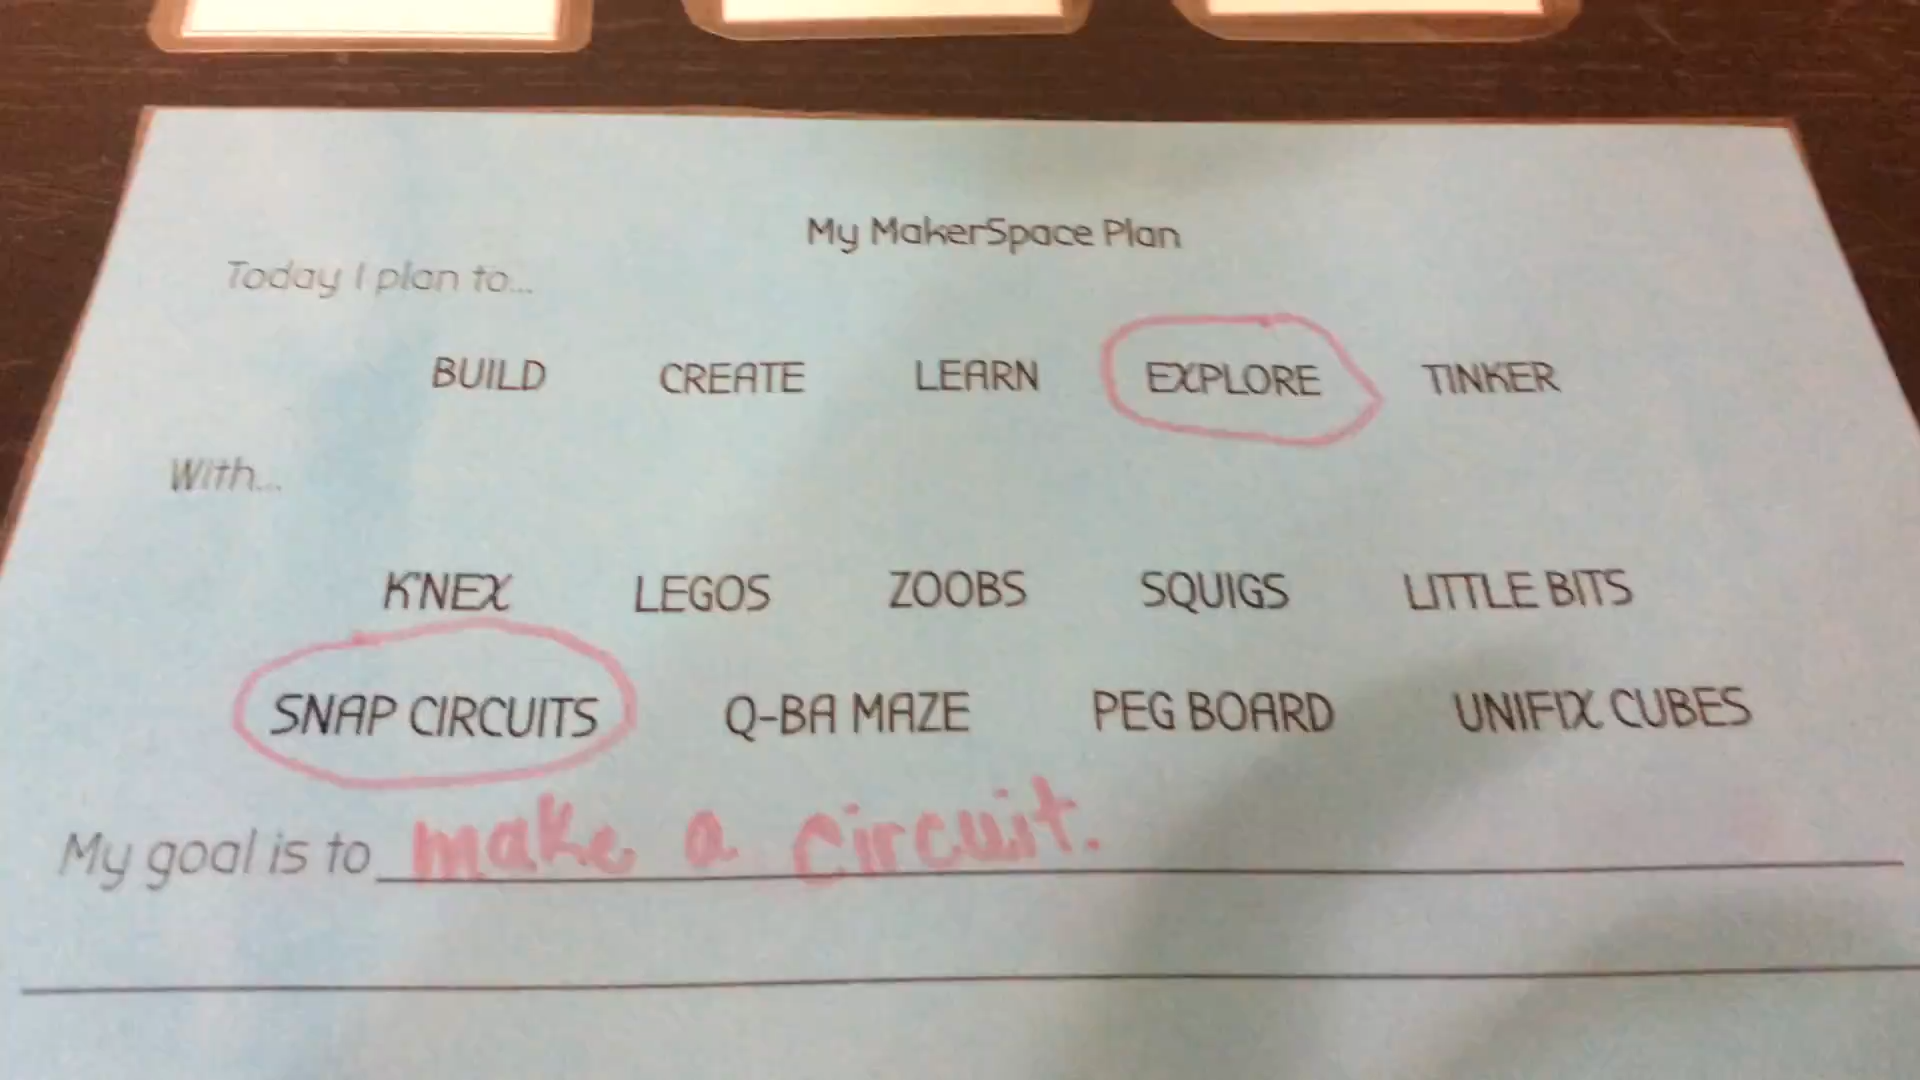 My MakerSpace Plan
Today I plan to...
BUILD CREATE LEARN EXPLORE TINKER
With...
K'NEX LEGOS ZOOBS SQUIGS LITTLE BITS
SNAP CIRCUITS Q-BA MAZE PEG BOARD UNIFIX CUBES
My goal is to make a circuit.